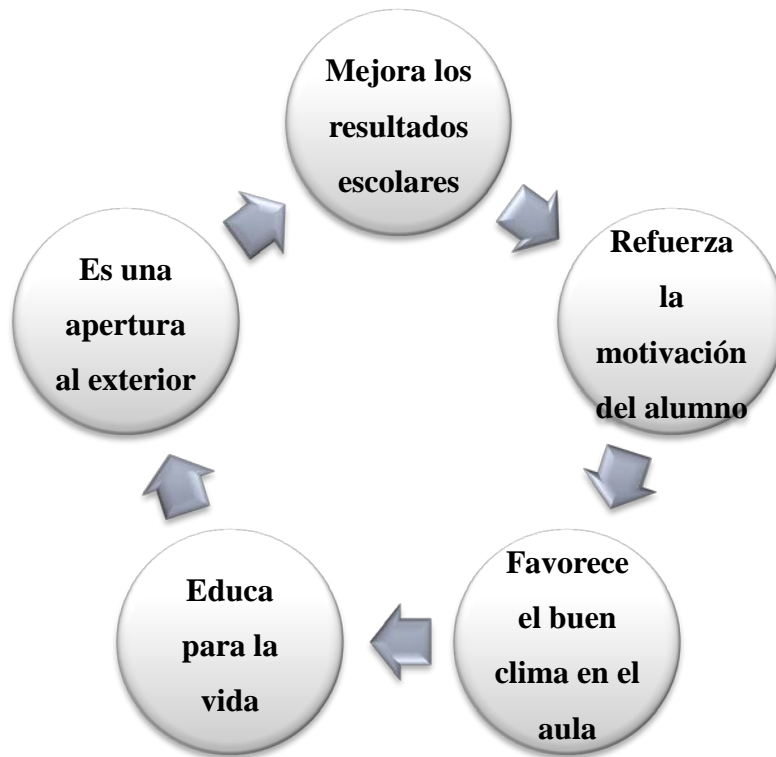 Mejora los
resultados
escolares
Refuerza
la
motivación
del alumno
Favorece
el buen
clima en el
aula
Educa
para la
vida
Es una
apertura
al exterior